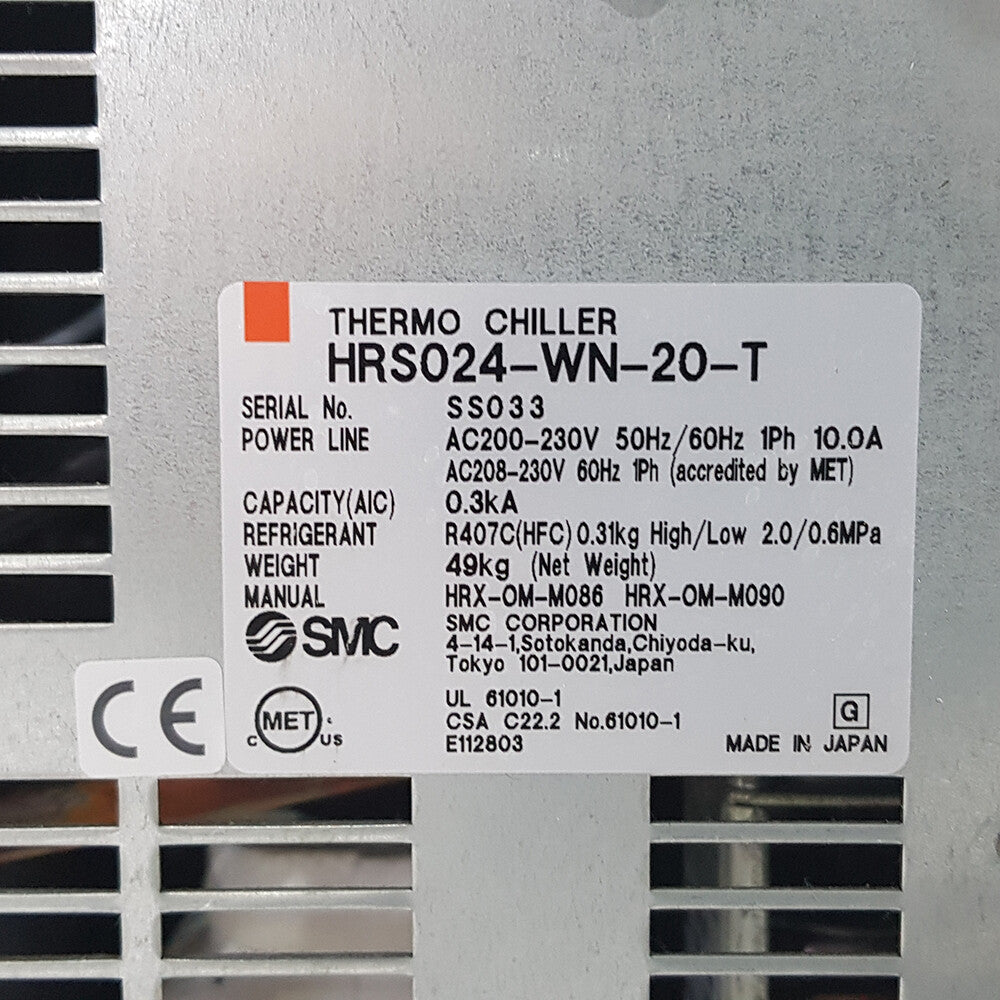 THERMO CHILLER
HRS024-WN-20-T
SERIAL No. SS033
POWER LINE AC200-230V 50Hz/60Hz 1Ph 10.0A
AC208-230V 60Hz 1Ph (accredited by MET)
CAPACITY(AIC) 0.3kA
REFRIGERANT R407C(HFC) 0.31kg High/Low 2.0/0.6MPa
WEIGHT 49kg (Net Weight)
MANUAL HRX-OM-M086 HRX-OM-M090
SMC SMC CORPORATION
4-14-1,Sotokanda,Chiyoda-ku,
Tokyo 101-0021,Japan
CE
C MET US
UL 61010-1
CSA C22.2 No.61010-1
E112803
G
MADE IN JAPAN